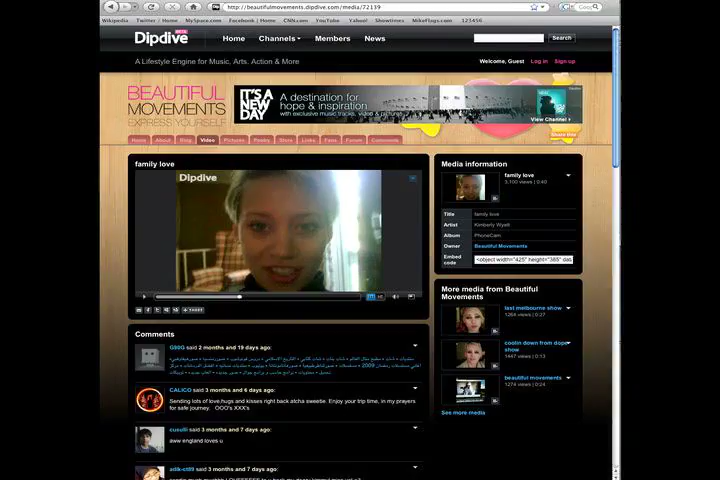 http://beautifulmovements.dipdive.com/media/72139
Wikipedia Twitter / Home MySpace.com Facebook | Home CNN.com YouTube Yahoo! Showtimes MikeFlugs.com 123456
Dipdive BETA
Home Channels Members News
Search
A Lifestyle Engine for Music, Arts, Action & More
Welcome, Guest Log in Sign up
BEAUTIFUL
MOVEMENTS
EXPRESS YOURSELF
IT'S A
NEW
DAY
A destination for
hope & inspiration
with exclusive music tracks, video & pictures
View Channel
Share this
Home About Blog Video Pictures Poetry Store Links Fans Forum Comments
family love
Dipdive
Media information
family love
3,100 views | 0:40
Title family love
Artist Kimberly Wyatt
Album PhoneCam
Owner Beautiful Movements
Embed code <object width="425" height="385" dat
More media from Beautiful
Movements
last melbourne show
1264 views | 0:27
coolin down from dope
show
1447 views | 0:13
beautiful movements
1274 views | 0:24
See more media
Comments
said 2 months and 19 days ago:
CALICO said 3 months and 6 days ago:
Sending lots of love,hugs and kisses right back atcha sweetie. Enjoy your trip time, in my prayers
for safe journey. OOO's XXX's
cusulli said 3 months and 7 days ago:
aww england loves u
adik-ct89 said 3 months and 7 days ago: